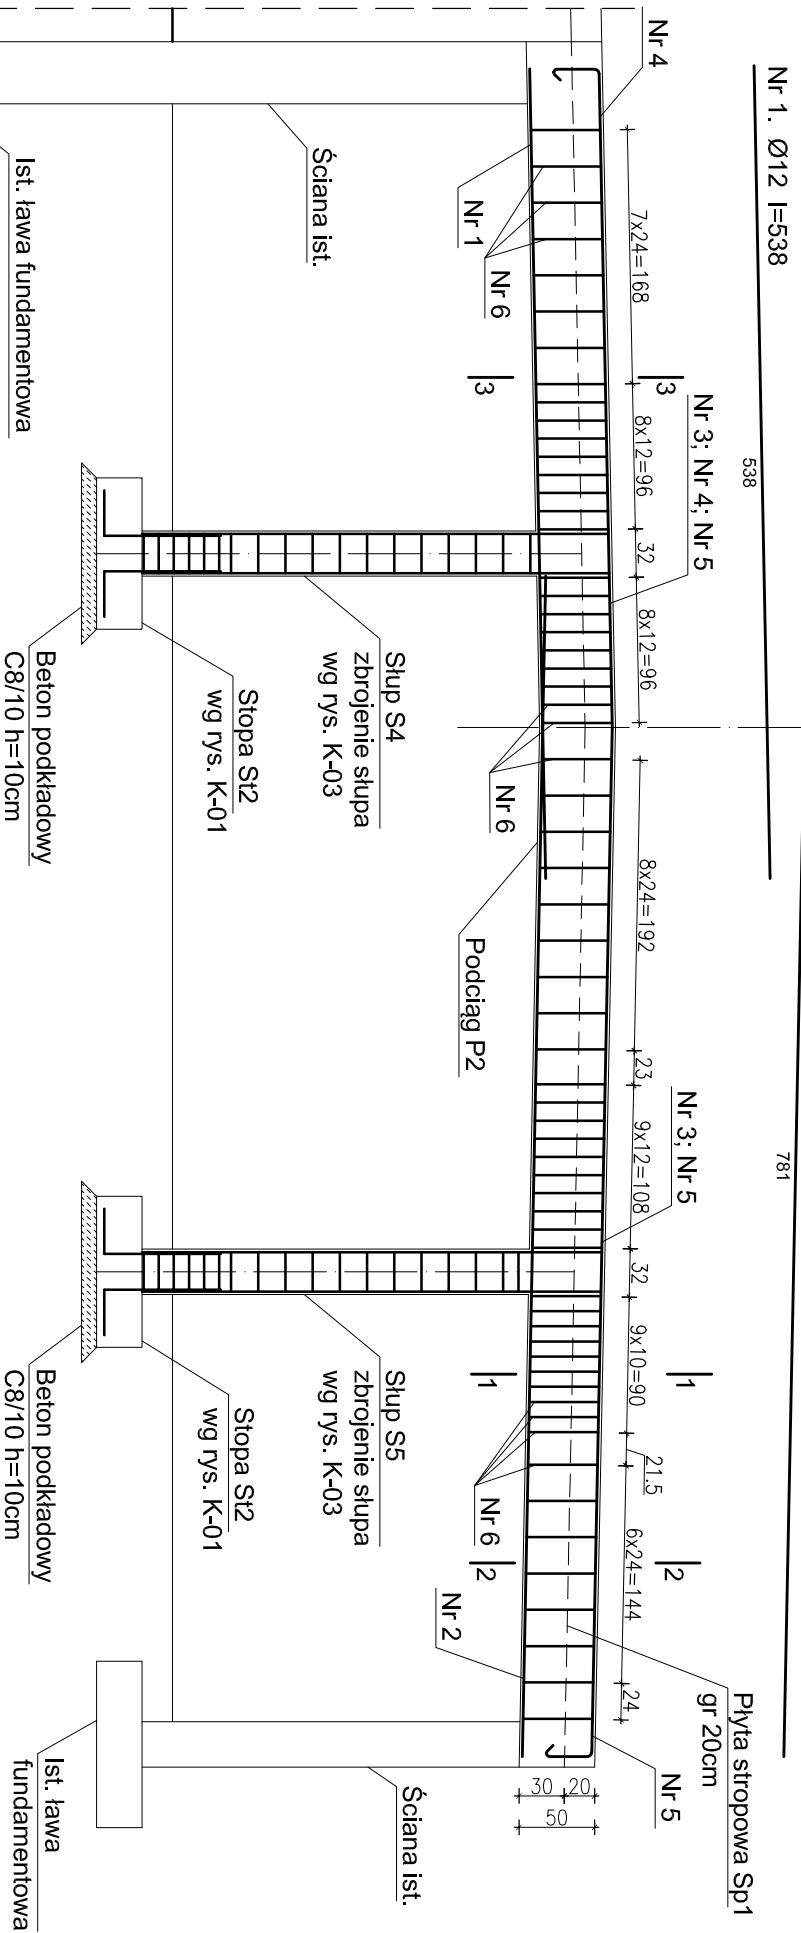 Nr 1. Ø12 l=538
538
781
Nr 4
Nr 3; Nr 4; Nr 5
Nr 3; Nr 5
Płyta stropowa Sp1
gr 20cm
Nr 5
7x24=168
8x12=96
32
8x12=96
8x24=192
23
9x12=108
32
9x10=90
21.5
6x24=144
24
3
3
1
1
2
2
30
20
50
Nr 1
Nr 6
Nr 6
Podciąg P2
Nr 6
Nr 2
Ściana ist.
Słup S4
zbrojenie słupa
wg rys. K-03
Słup S5
zbrojenie słupa
wg rys. K-03
Ściana ist.
Stopa St2
wg rys. K-01
Stopa St2
wg rys. K-01
Ist. ława fundamentowa
Beton podkładowy
C8/10 h=10cm
Beton podkładowy
C8/10 h=10cm
Ist. ława
fundamentowa